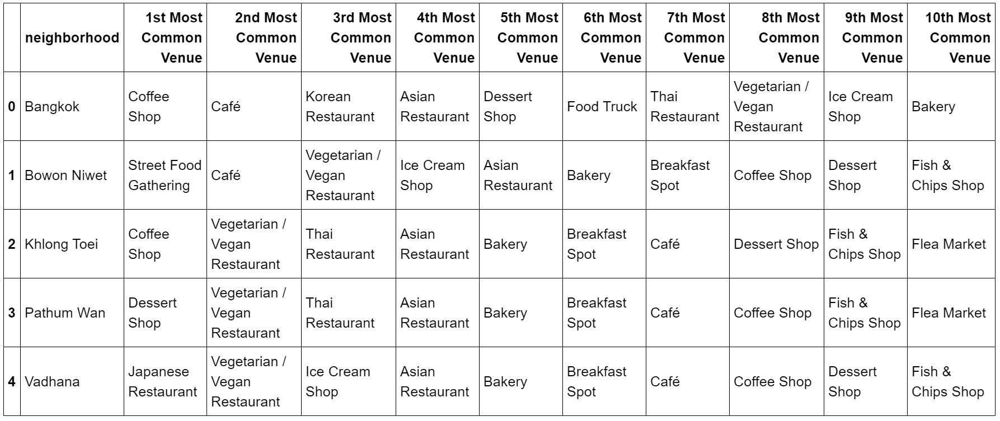 neighborhood 1st Most Common Venue 2nd Most Common Venue 3rd Most Common Venue 4th Most Common Venue 5th Most Common Venue 6th Most Common Venue 7th Most Common Venue 8th Most Common Venue 9th Most Common Venue 10th Most Common Venue
0 Bangkok Coffee Shop Café Korean Restaurant Asian Restaurant Dessert Shop Food Truck Thai Restaurant Vegetarian / Vegan Restaurant Ice Cream Shop Bakery
1 Bowon Niwet Street Food Gathering Café Vegetarian / Vegan Restaurant Ice Cream Shop Asian Restaurant Bakery Breakfast Spot Coffee Shop Dessert Shop Fish & Chips Shop
2 Khlong Toei Coffee Shop Vegetarian / Vegan Restaurant Thai Restaurant Asian Restaurant Bakery Breakfast Spot Café Dessert Shop Fish & Chips Shop Flea Market
3 Pathum Wan Dessert Shop Vegetarian / Vegan Restaurant Thai Restaurant Asian Restaurant Bakery Breakfast Spot Café Coffee Shop Fish & Chips Shop Flea Market
4 Vadhana Japanese Restaurant Vegetarian / Vegan Restaurant Ice Cream Shop Asian Restaurant Bakery Breakfast Spot Café Coffee Shop Dessert Shop Fish & Chips Shop